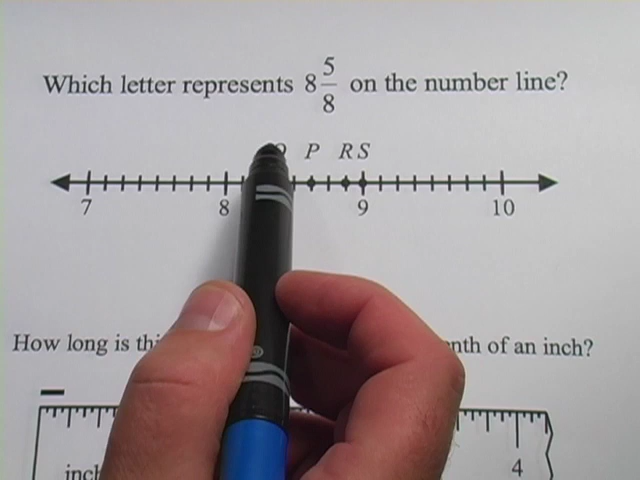 Which letter represents 8 5/8 on the number line?
P R S
7 8 9 10
How long is nth of an inch?
inch
4